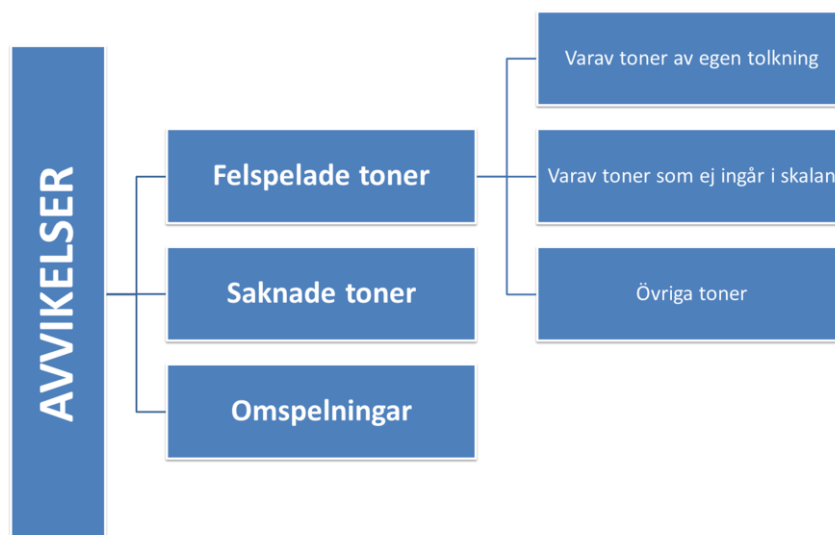 AVVIKELSER
Felspelade toner
Saknade toner
Omspelningar
Varav toner av egen tolkning
Varav toner som ej ingår i skalan
Övriga toner